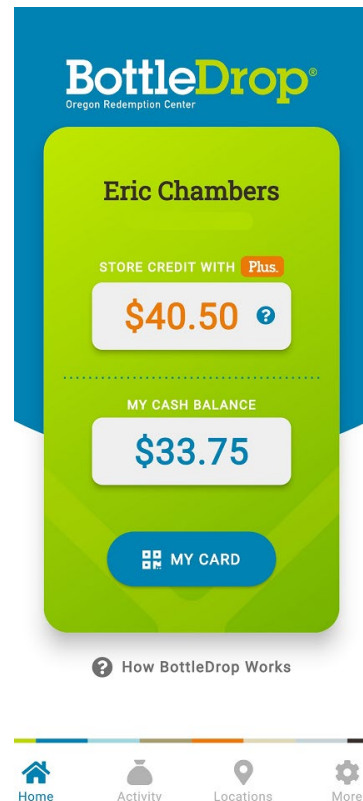 BottleDrop®
Oregon Redemption Center
Eric Chambers
STORE CREDIT WITH Plus.
$40.50 ?
MY CASH BALANCE
$33.75
MY CARD
? How BottleDrop Works
Home Activity Locations More